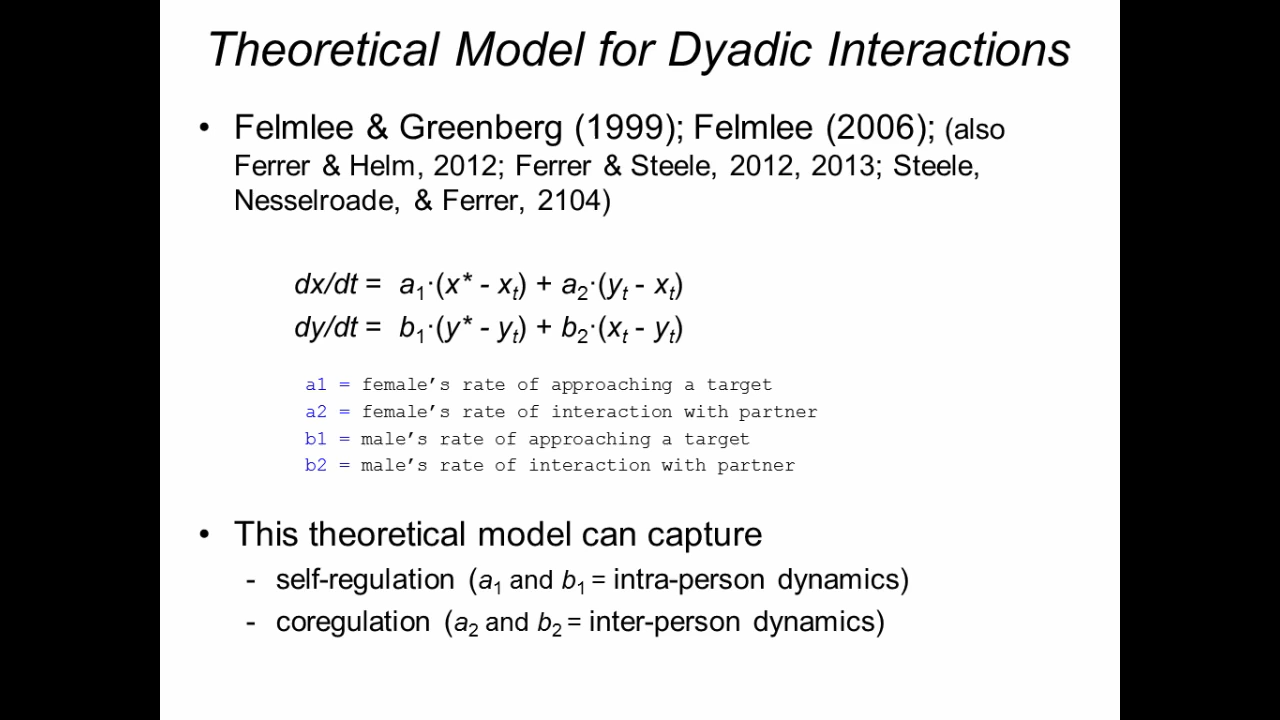 Theoretical Model for Dyadic Interactions
• Felmlee & Greenberg (1999); Felmlee (2006); (also
Ferrer & Helm, 2012; Ferrer & Steele, 2012, 2013; Steele,
Nesselroade, & Ferrer, 2104)
dx/dt = a₁·(x* - xₜ) + a₂·(yₜ - xₜ)
dy/dt = b₁·(y* - yₜ) + b₂·(xₜ - yₜ)
a1 = female’s rate of approaching a target
a2 = female’s rate of interaction with partner
b1 = male’s rate of approaching a target
b2 = male’s rate of interaction with partner
• This theoretical model can capture
- self-regulation (a₁ and b₁ = intra-person dynamics)
- coregulation (a₂ and b₂ = inter-person dynamics)